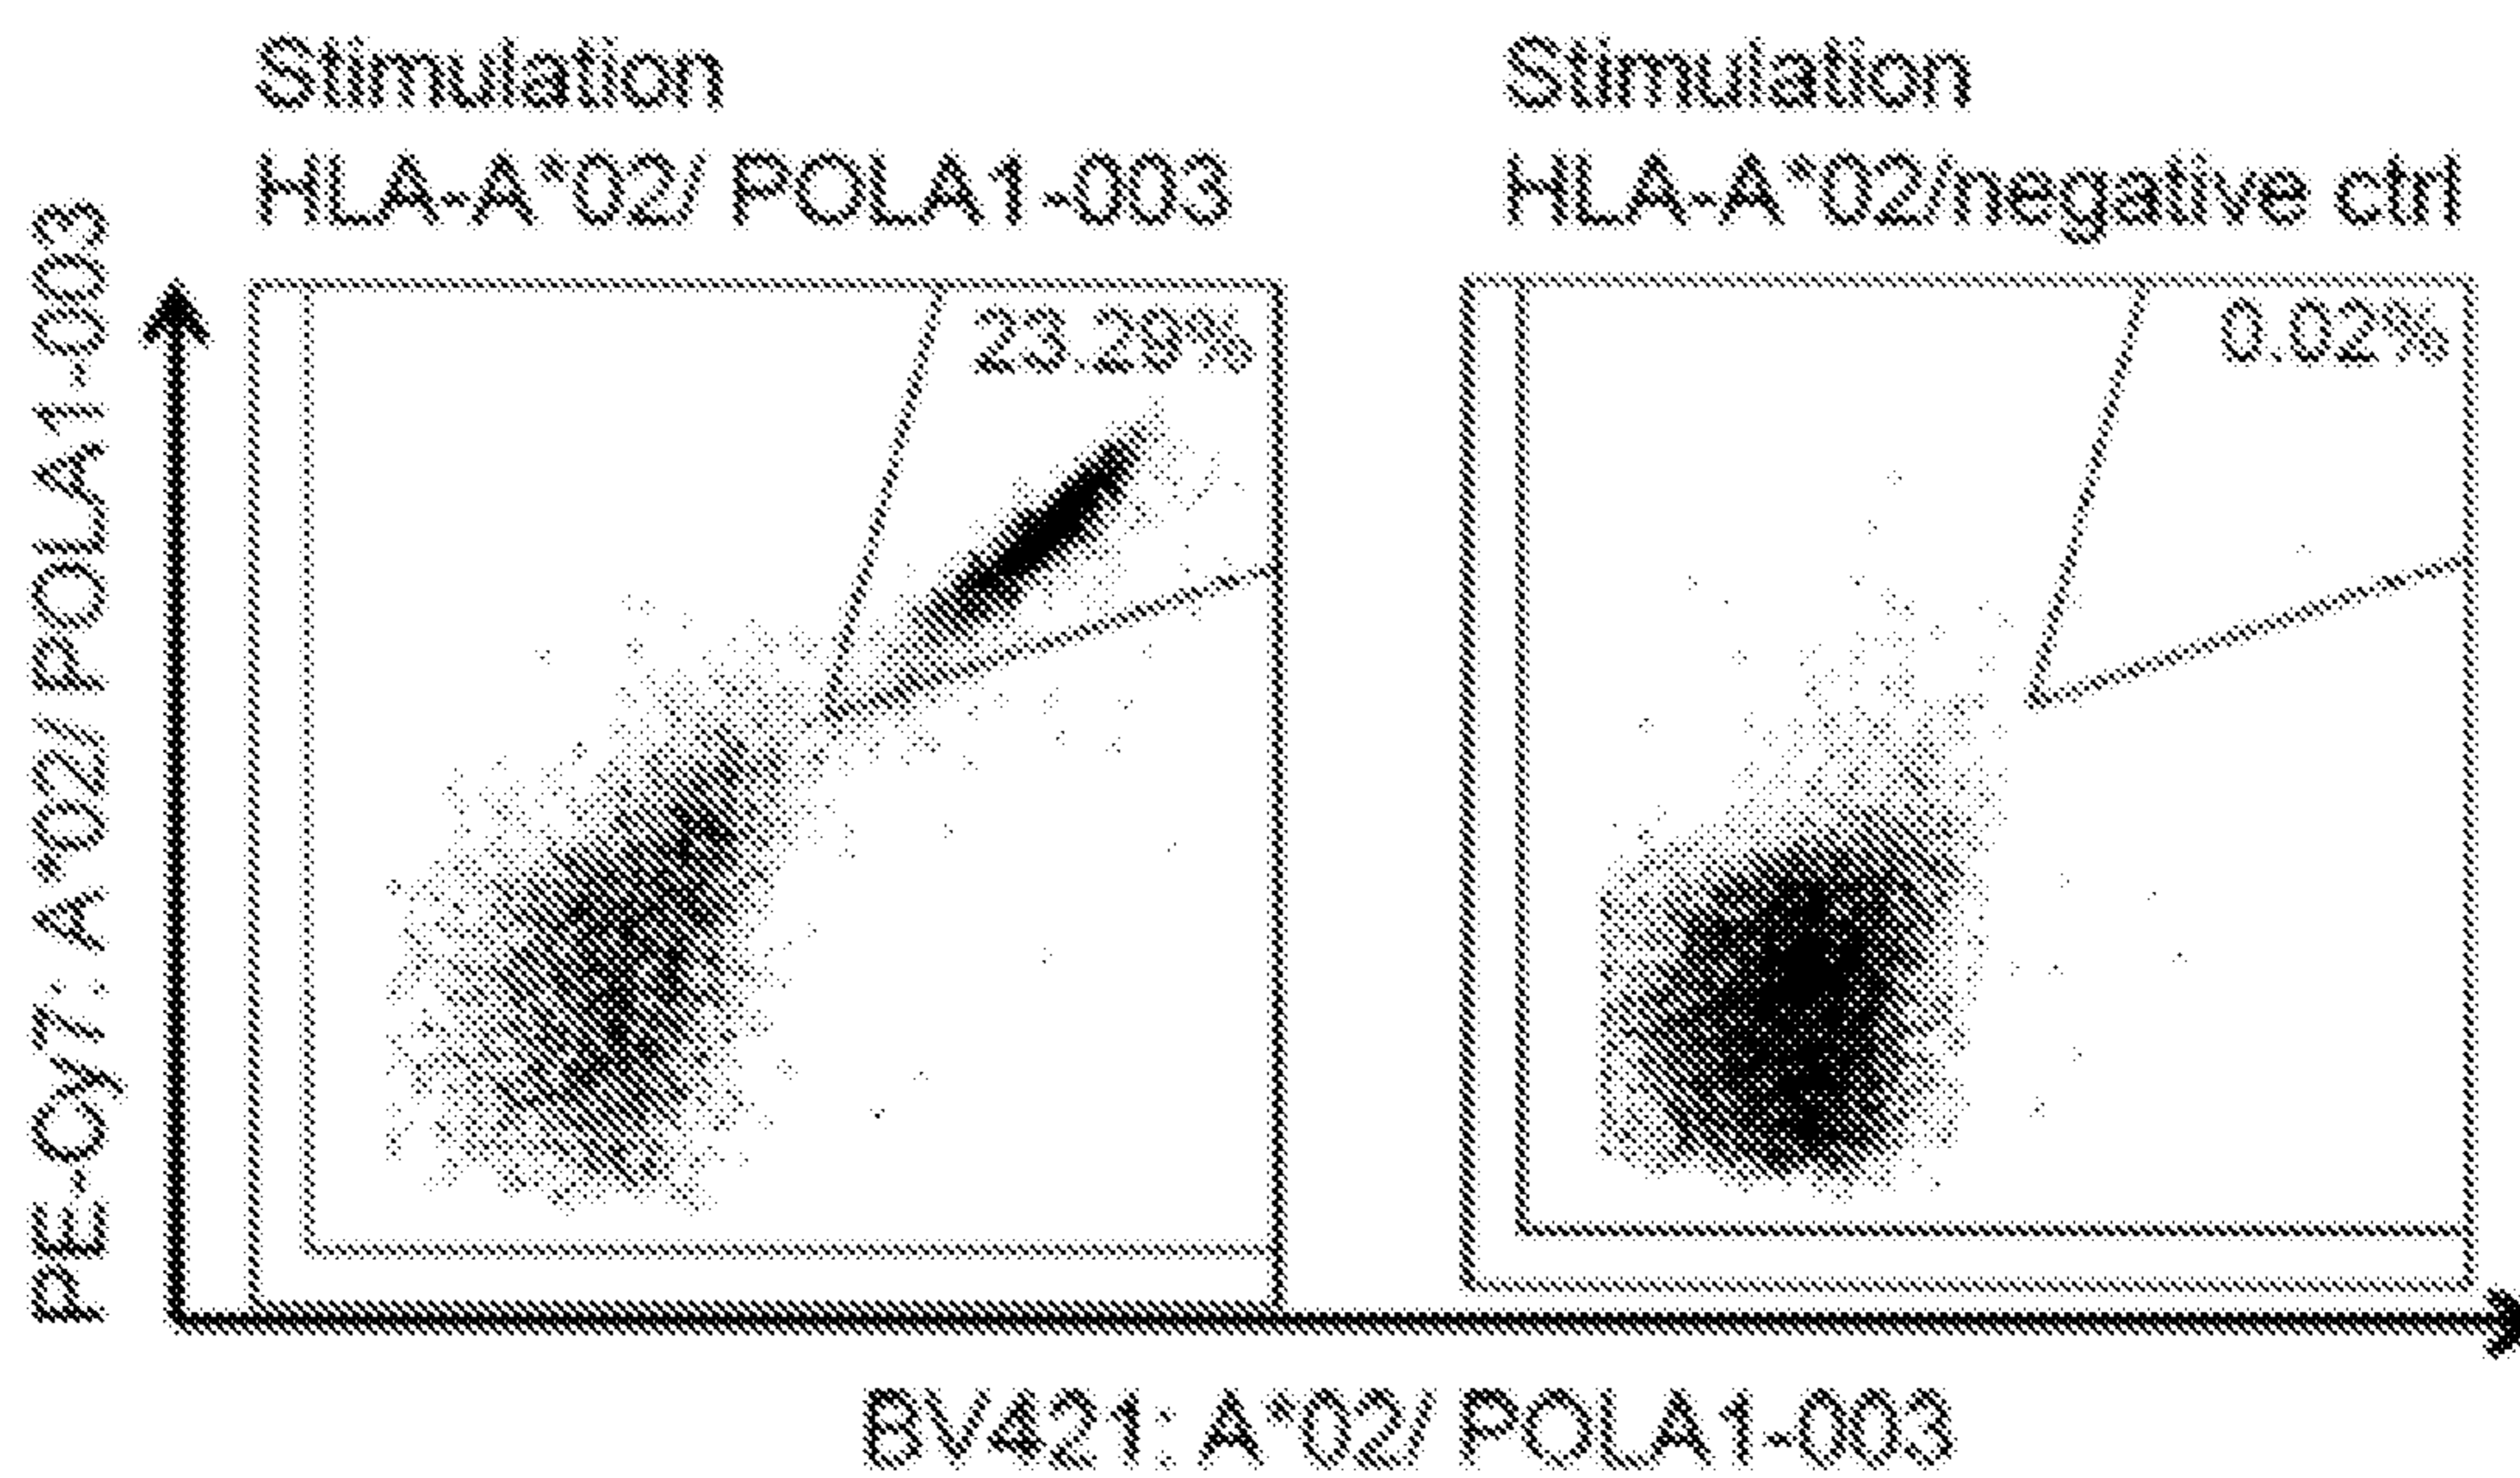 Stimulation
HLA-A*02/ POLA1-003
Stimulation
HLA-A*02/negative ctrl
PE-Cy7: A*02/ POLA1-003
23.29%
0.02%
BV421: A*02/ POLA1-003